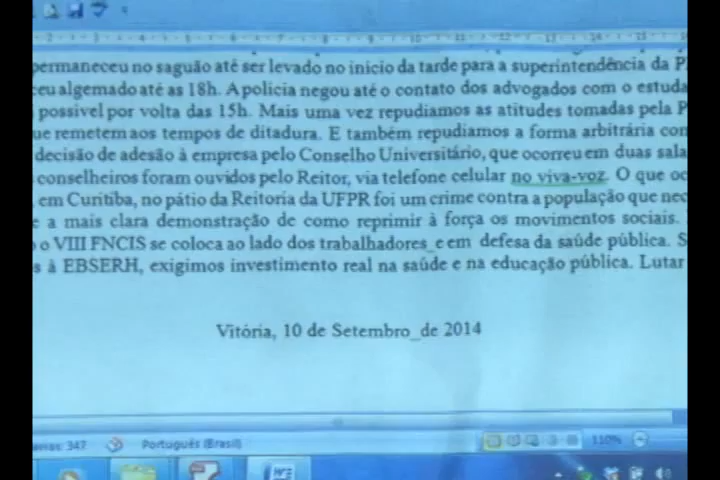 permaneceu no saguão até ser levado no inicio da tarde para a superintendência da P
eu algemado até as 18h. A policia negou até o contato dos advogados com o estuda
possivel por volta das 15h. Mais uma vez repudiamos as atitudes tomadas pela P
ue remetem aos tempos de ditadura. E também repudiamos a forma arbitrária con
decisão de adesão à empresa pelo Conselho Universitário, que ocorreu em duas sala
conselheiros foram ouvidos pelo Reitor, via telefone celular no viva-voz. O que oc
em Curitiba, no pátio da Reitoria da UFPR foi um crime contra a população que nec
e a mais clara demonstração de como reprimir à força os movimentos sociais.
o VIII FNCIS se coloca ao lado dos trabalhadores e em defesa da saúde pública. S
s à EBSERH, exigimos investimento real na saúde e na educação pública. Lutar
Vitória, 10 de Setembro de 2014
347 Português (Brasil) 110%